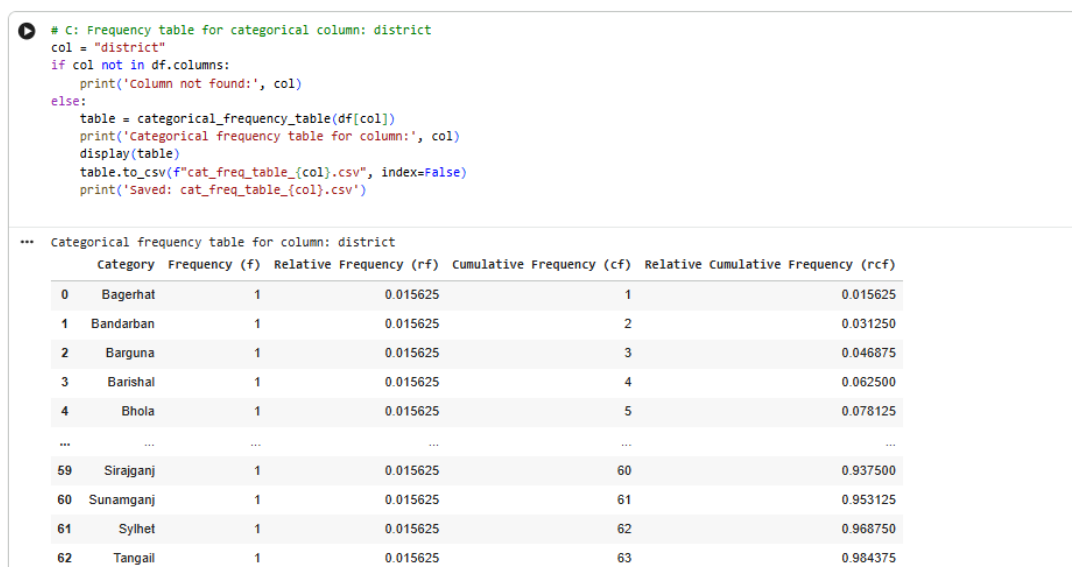 # C: Frequency table for categorical column: district
col = "district"
if col not in df.columns:
    print('Column not found:', col)
else:
    table = categorical_frequency_table(df[col])
    print('Categorical frequency table for column:', col)
    display(table)
    table.to_csv(f"cat_freq_table_{col}.csv", index=False)
    print('Saved: cat_freq_table_{col}.csv')
... Categorical frequency table for column: district
Category Frequency (f) Relative Frequency (rf) Cumulative Frequency (cf) Relative Cumulative Frequency (rcf)
0 Bagerhat 1 0.015625 1 0.015625
1 Bandarban 1 0.015625 2 0.031250
2 Barguna 1 0.015625 3 0.046875
3 Barishal 1 0.015625 4 0.062500
4 Bhola 1 0.015625 5 0.078125
... ... ... ... ... ...
59 Sirajganj 1 0.015625 60 0.937500
60 Sunamganj 1 0.015625 61 0.953125
61 Sylhet 1 0.015625 62 0.968750
62 Tangail 1 0.015625 63 0.984375